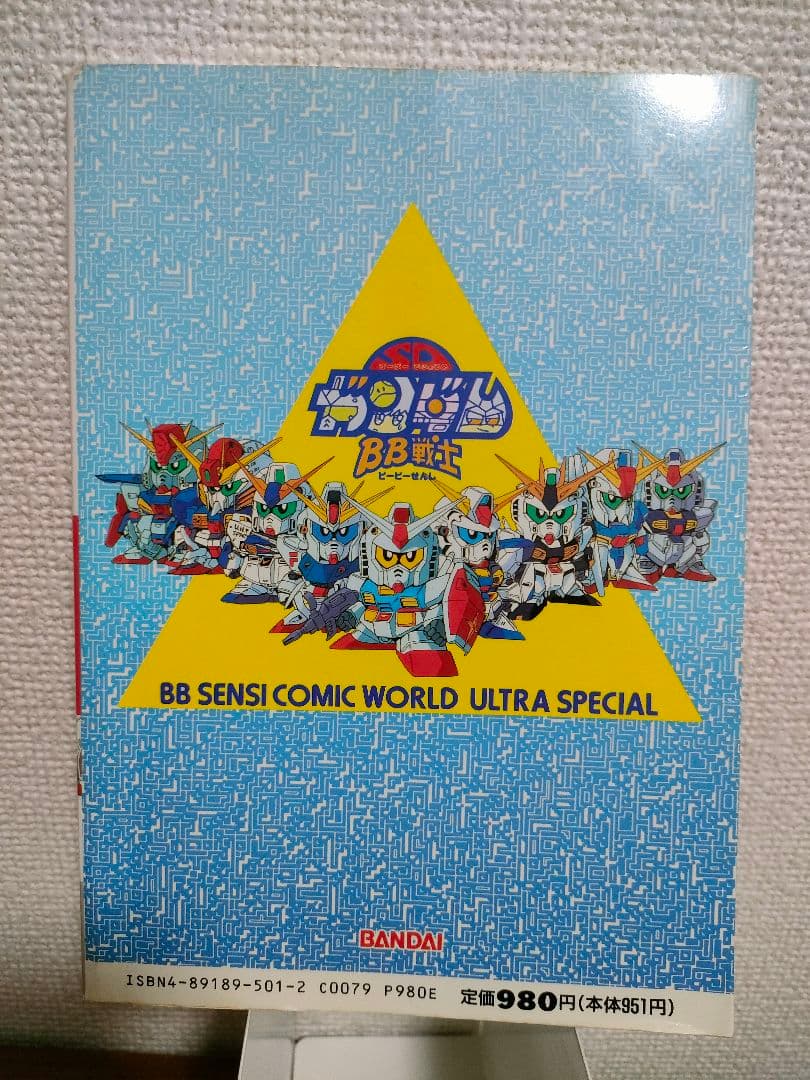 SD
ガンダム
BB戦士
ビービーせんし
BB SENSI COMIC WORLD ULTRA SPECIAL
BANDAI
ISBN4-89189-501-2 C0079 P980E 定価980円(本体951円)